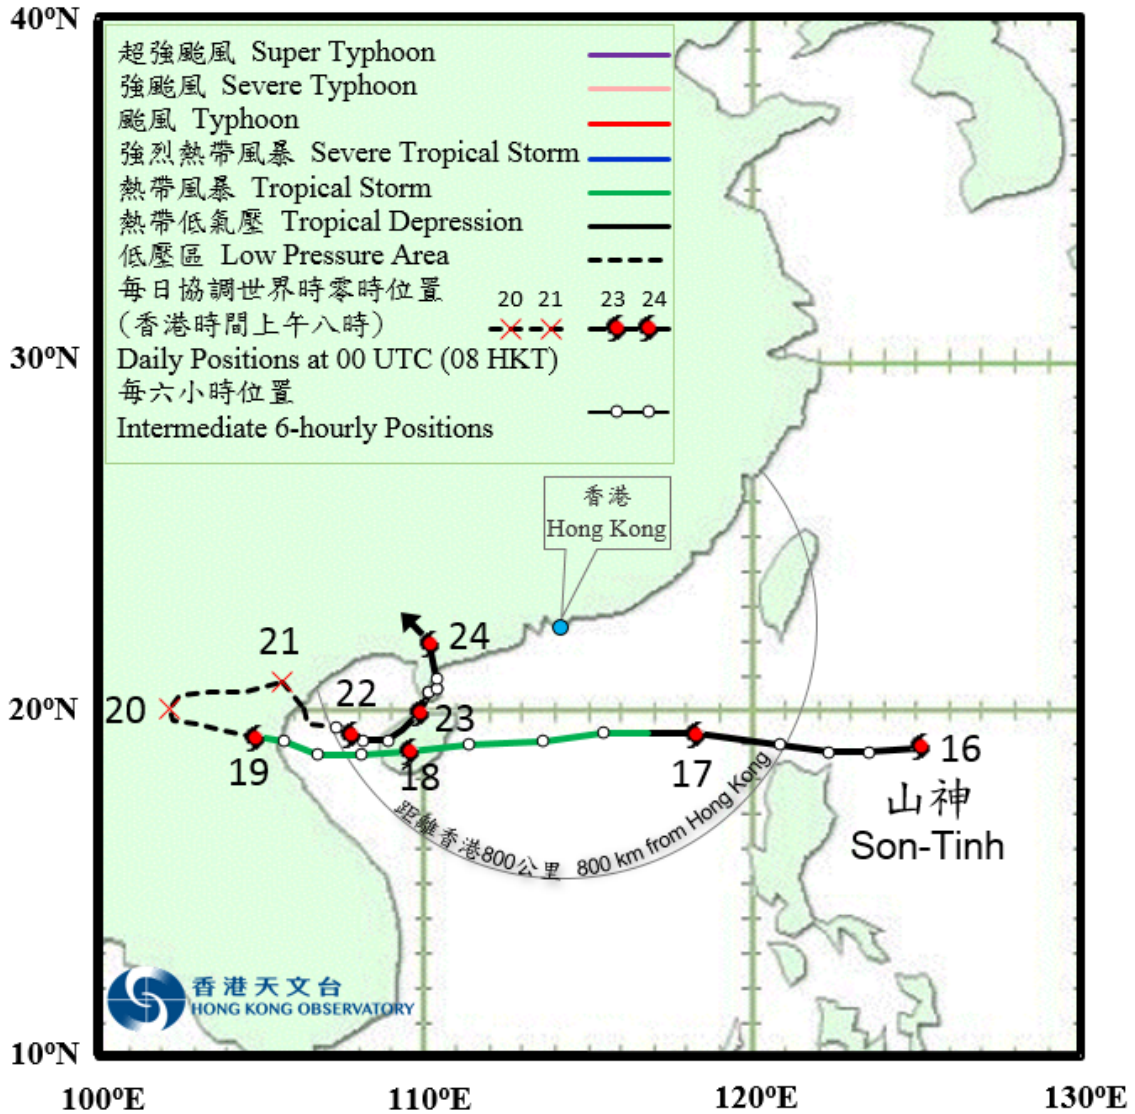 40ºN
超強颱風 Super Typhoon
強颱風 Severe Typhoon
颱風 Typhoon
強烈熱帶風暴 Severe Tropical Storm
熱帶風暴 Tropical Storm
熱帶低氣壓 Tropical Depression
低壓區 Low Pressure Area
每日協調世界時零時位置
20 21 23 24
(香港時間上午八時)
Daily Positions at 00 UTC (08 HKT)
每六小時位置
Intermediate 6-hourly Positions
30ºN
香港
Hong Kong
21
24
20ºN
20
22
23
19
18
17
16
山神
Son-Tinh
距離香港800公里 800 km from Hong Kong
香港天文台
HONG KONG OBSERVATORY
10ºN
100ºE
110ºE
120ºE
130ºE